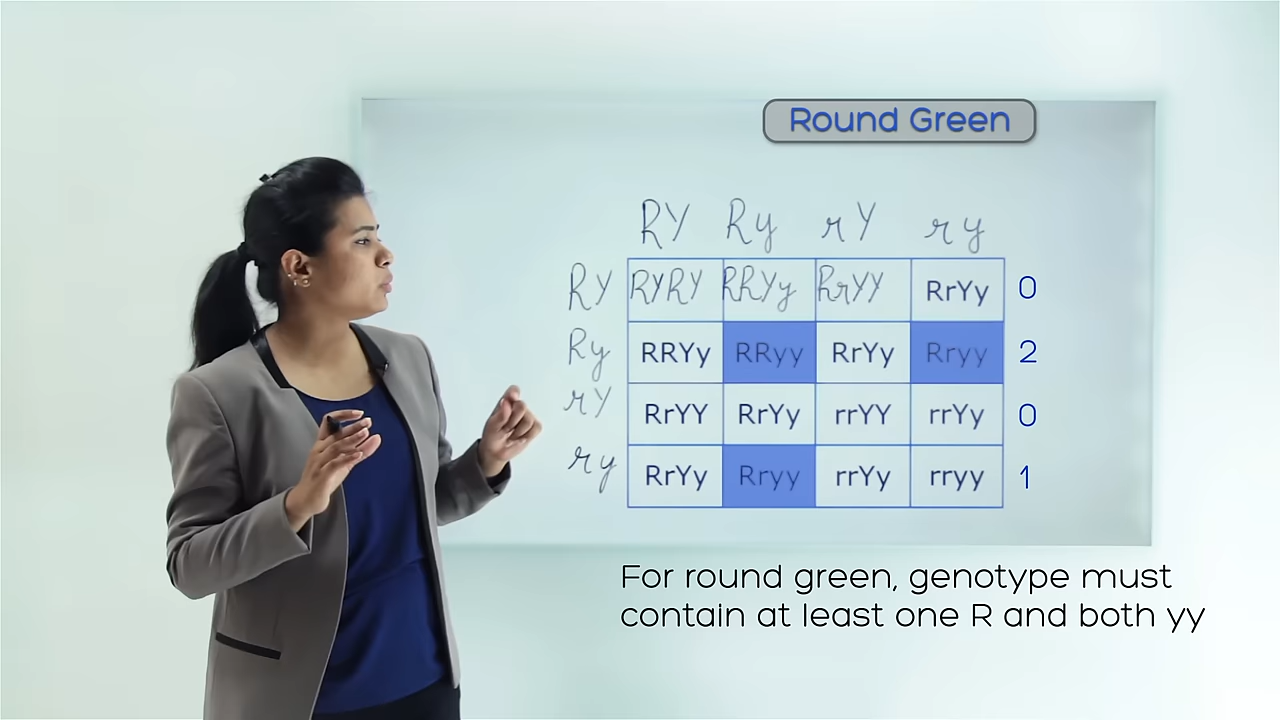 Round Green
RY Ry rY ry
RY RYRY RRYy RrYY RrYy 0
Ry RRYy RRyy RrYy Rryy 2
rY RrYY RrYy rrYY rrYy 0
ry RrYy Rryy rrYy rryy 1
For round green, genotype must
contain at least one R and both yy